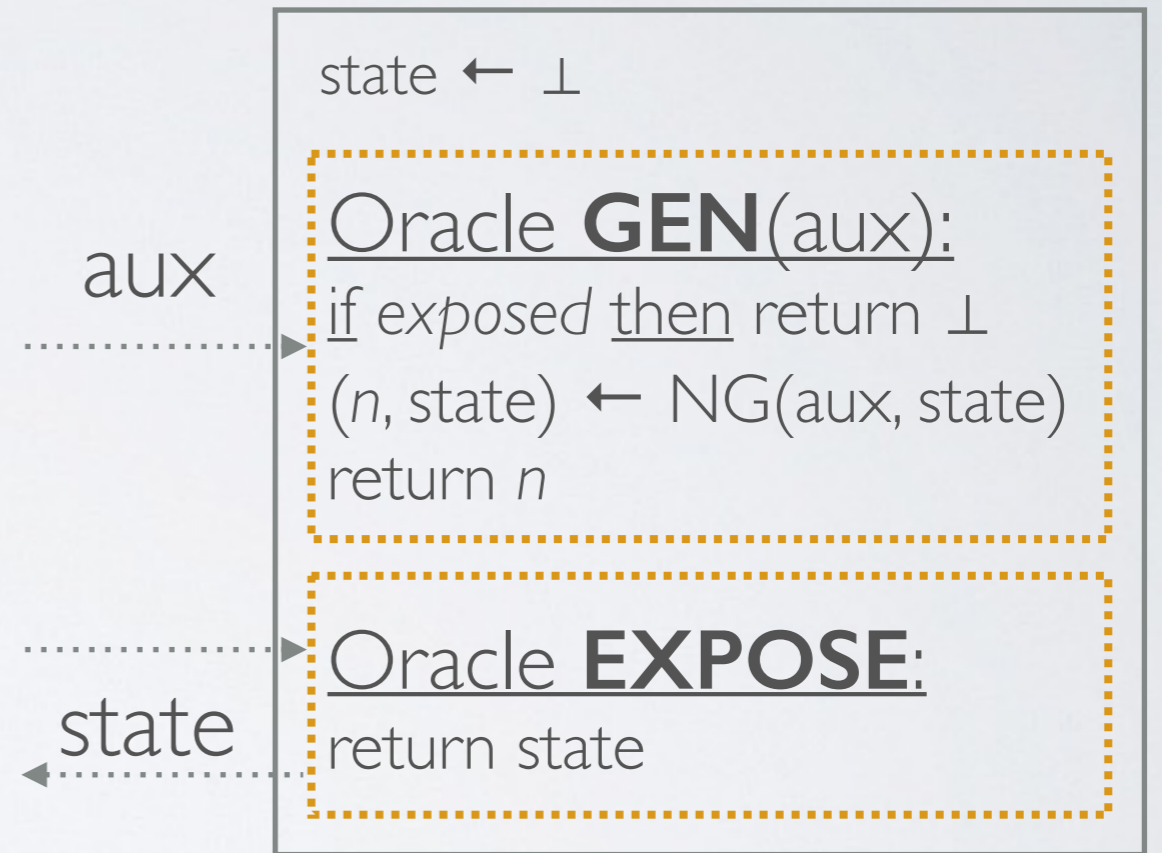 state ← ⊥
Oracle GEN(aux):
aux
if exposed then return ⊥
(n, state) ← NG(aux, state)
return n
Oracle EXPOSE:
state
return state